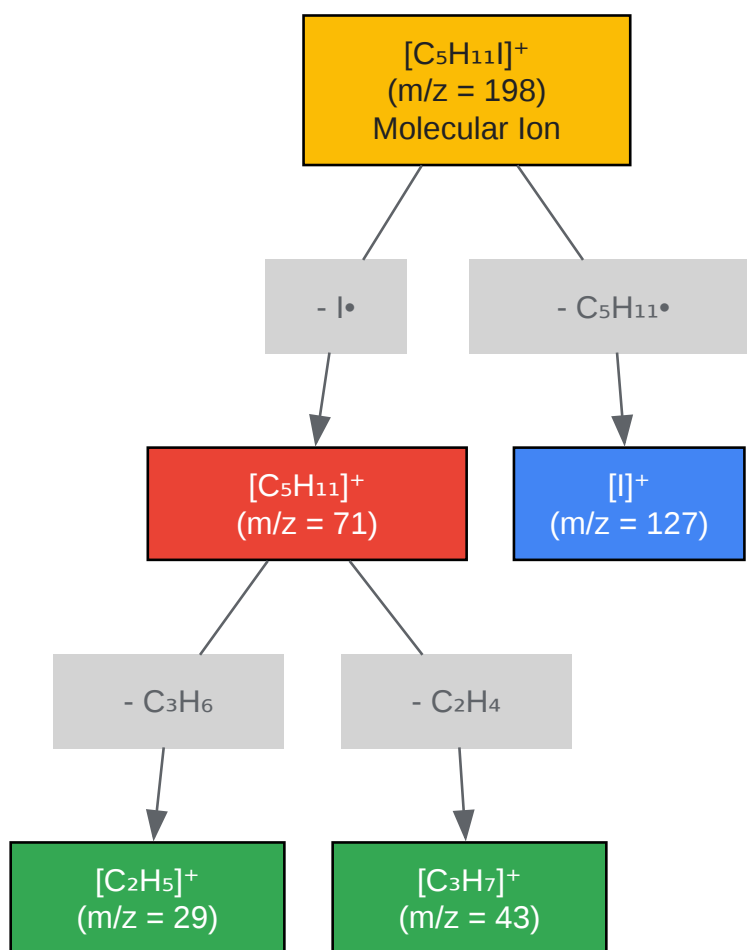 [C₅H₁₁I]⁺
(m/z = 198)
Molecular Ion
- I•
- C₅H₁₁•
[C₅H₁₁]⁺
(m/z = 71)
[I]⁺
(m/z = 127)
- C₃H₆
- C₂H₄
[C₂H₅]⁺
(m/z = 29)
[C₃H₇]⁺
(m/z = 43)